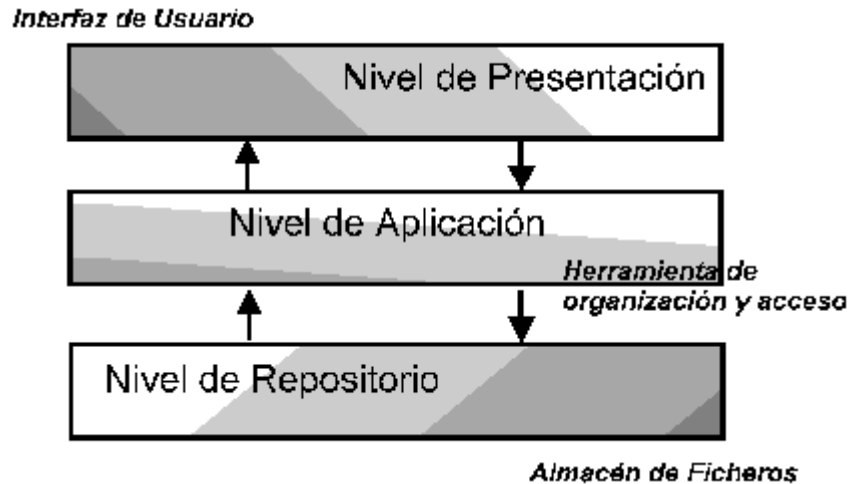 Interfaz de Usuario
Nivel de Presentación
Nivel de Aplicación
Herramienta de
organización y acceso
Nivel de Repositorio
Almacén de Ficheros